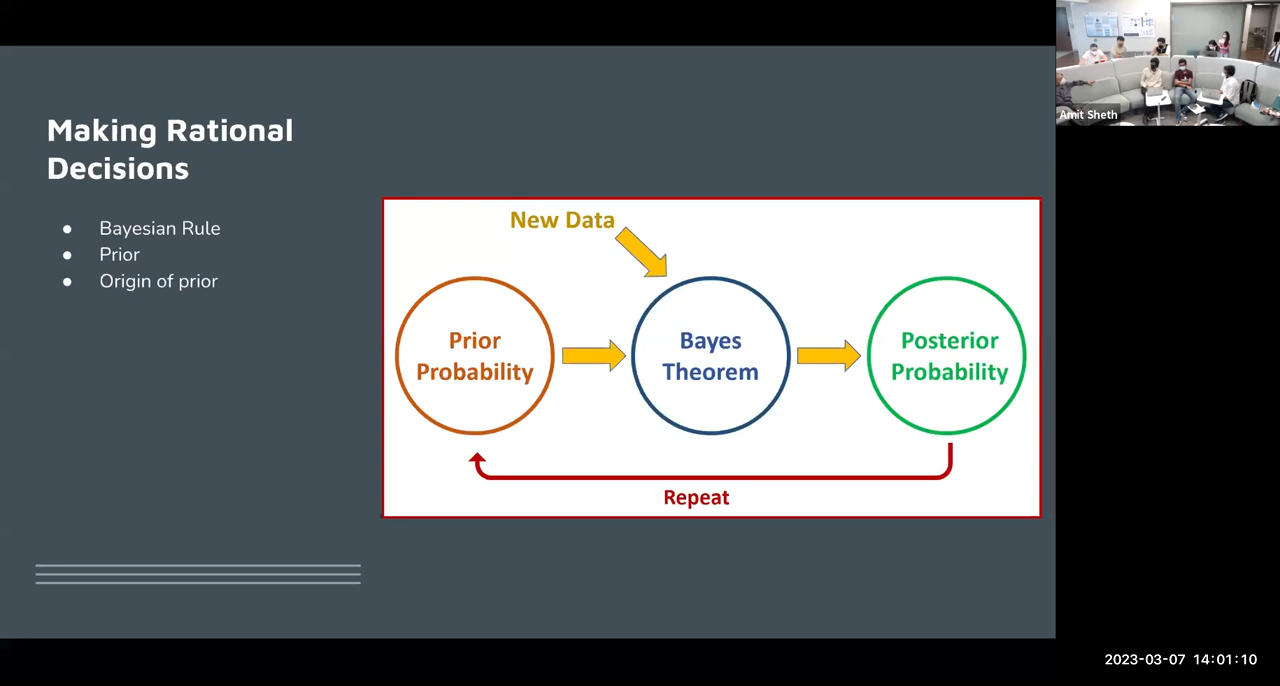 Making Rational
Decisions
● Bayesian Rule
● Prior
● Origin of prior
New Data
Prior
Probability
Bayes
Theorem
Posterior
Probability
Repeat
Amit Sheth
2023-03-07 14:01:10